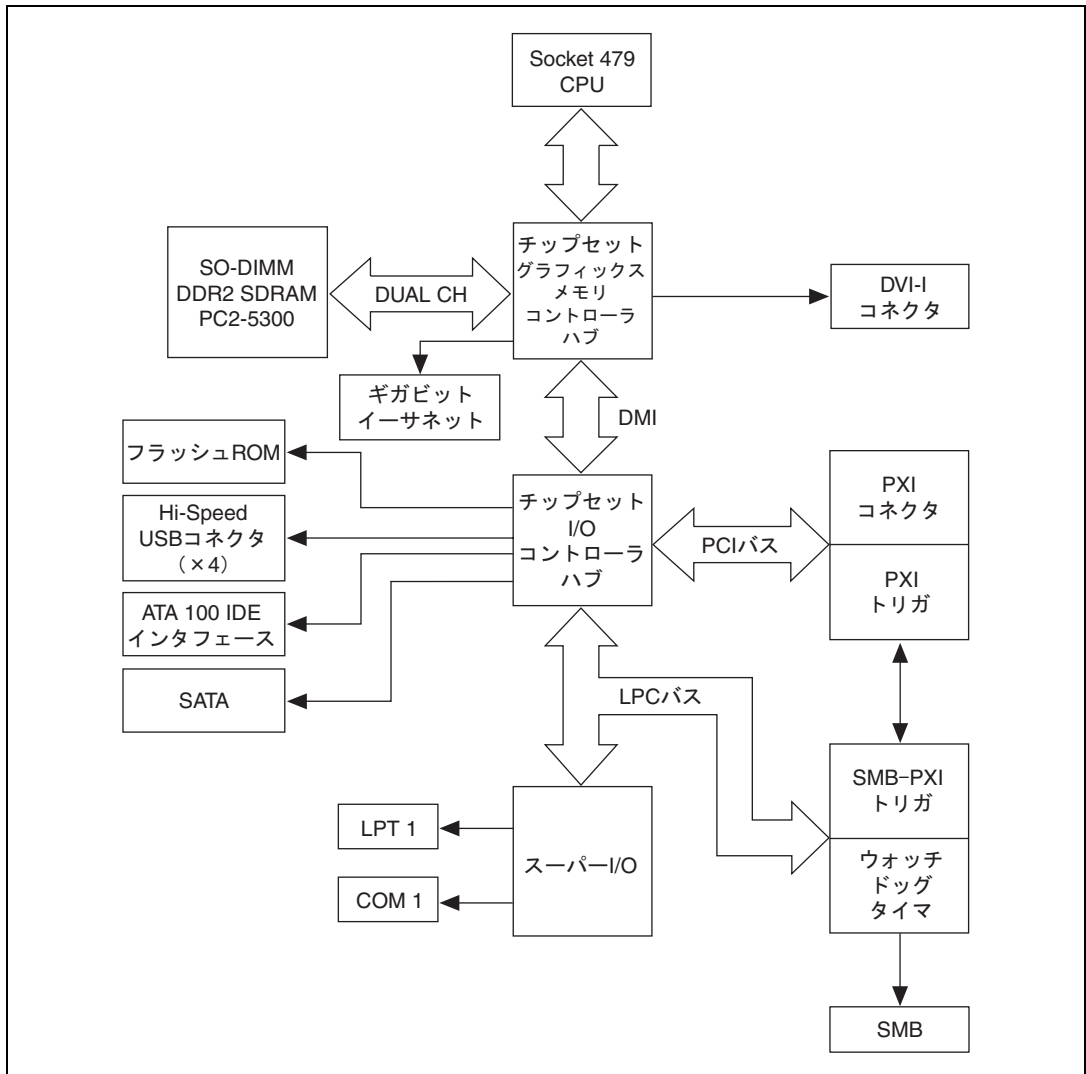 Socket 479
CPU
SO-DIMM
DDR2 SDRAM
PC2-5300
DUAL CH
チップセット
グラフィックス
メモリ
コントローラ
ハブ
DVI-I
コネクタ
ギガビット
イーサネット
DMI
フラッシュROM
Hi-Speed
USBコネクタ
（×4）
ATA 100 IDE
インタフェース
SATA
チップセット
I/O
コントローラ
ハブ
PCIバス
PXI
コネクタ
PXI
トリガ
LPCバス
SMB-PXI
トリガ
ウォッチ
ドッグ
タイマ
LPT 1
COM 1
スーパーI/O
SMB